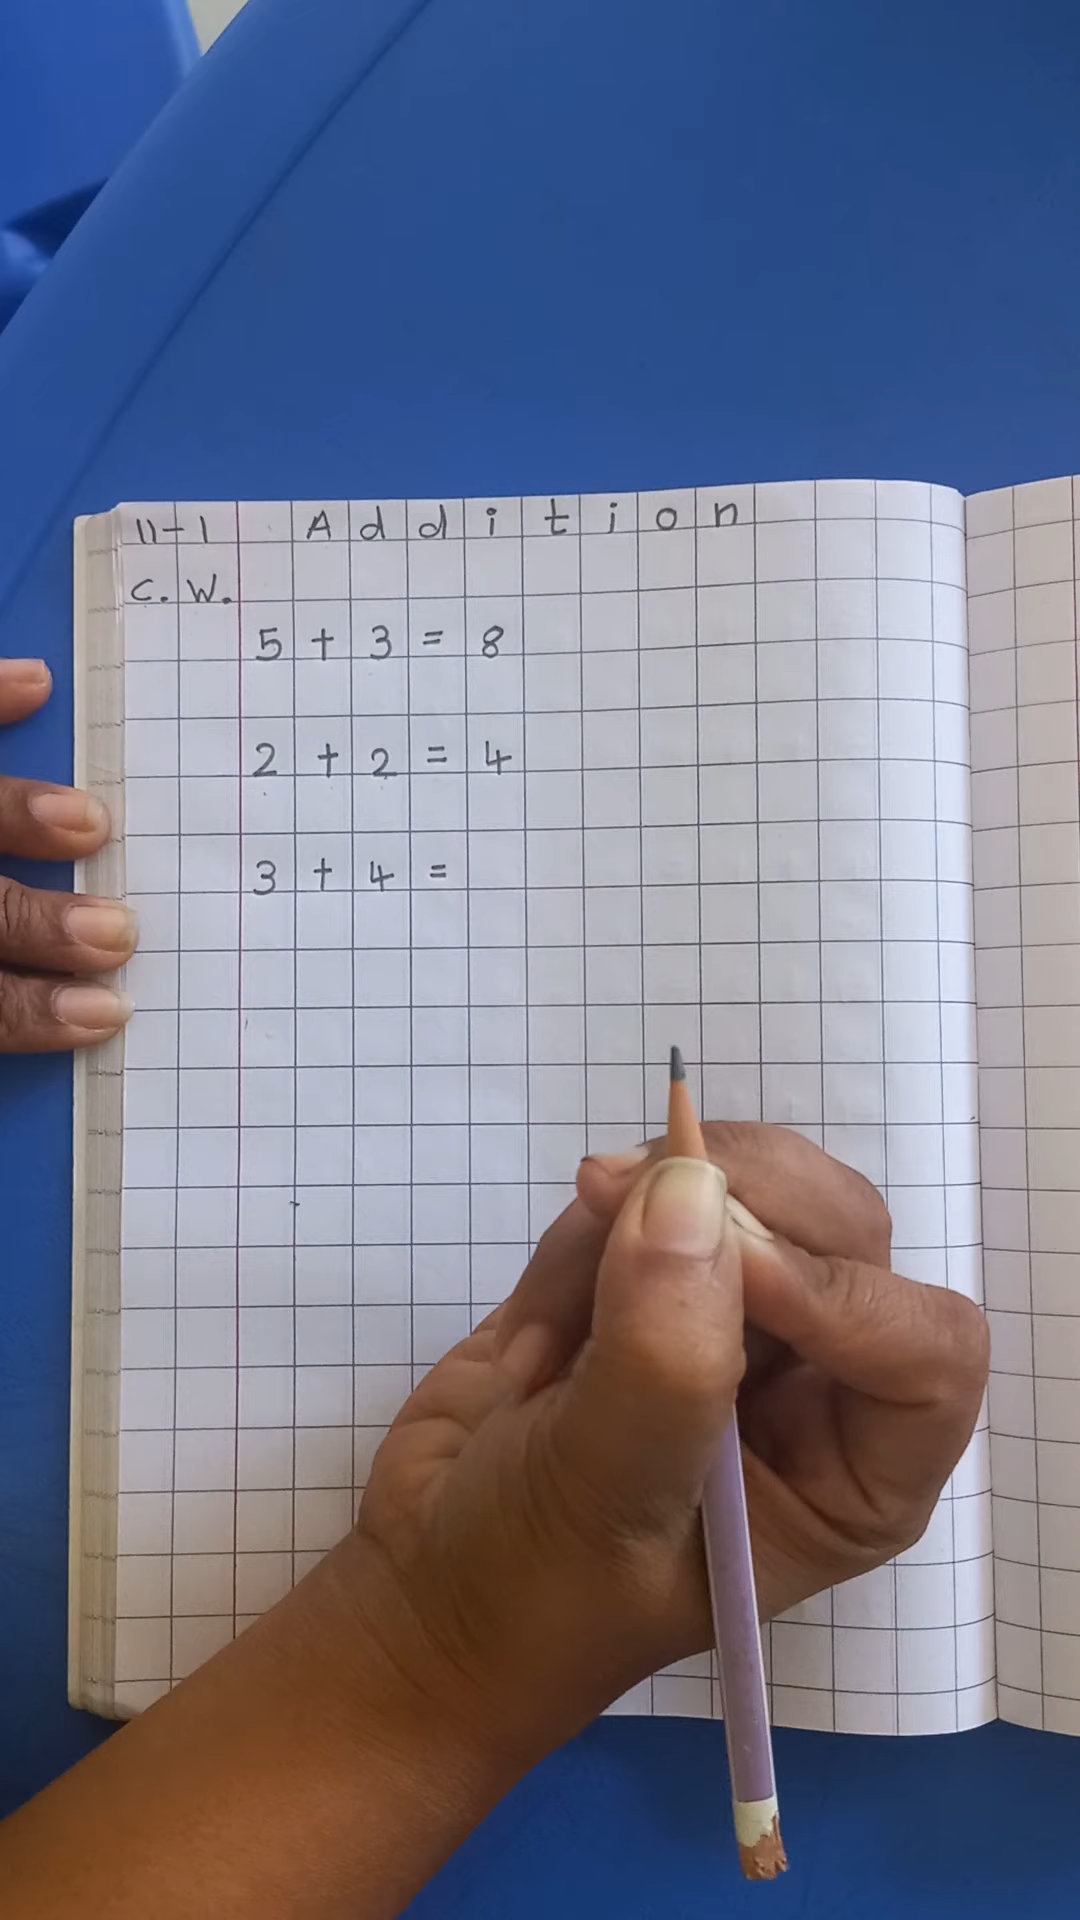 11-1 Addition
C.W.
5 + 3 = 8
2 + 2 = 4
3 + 4 =